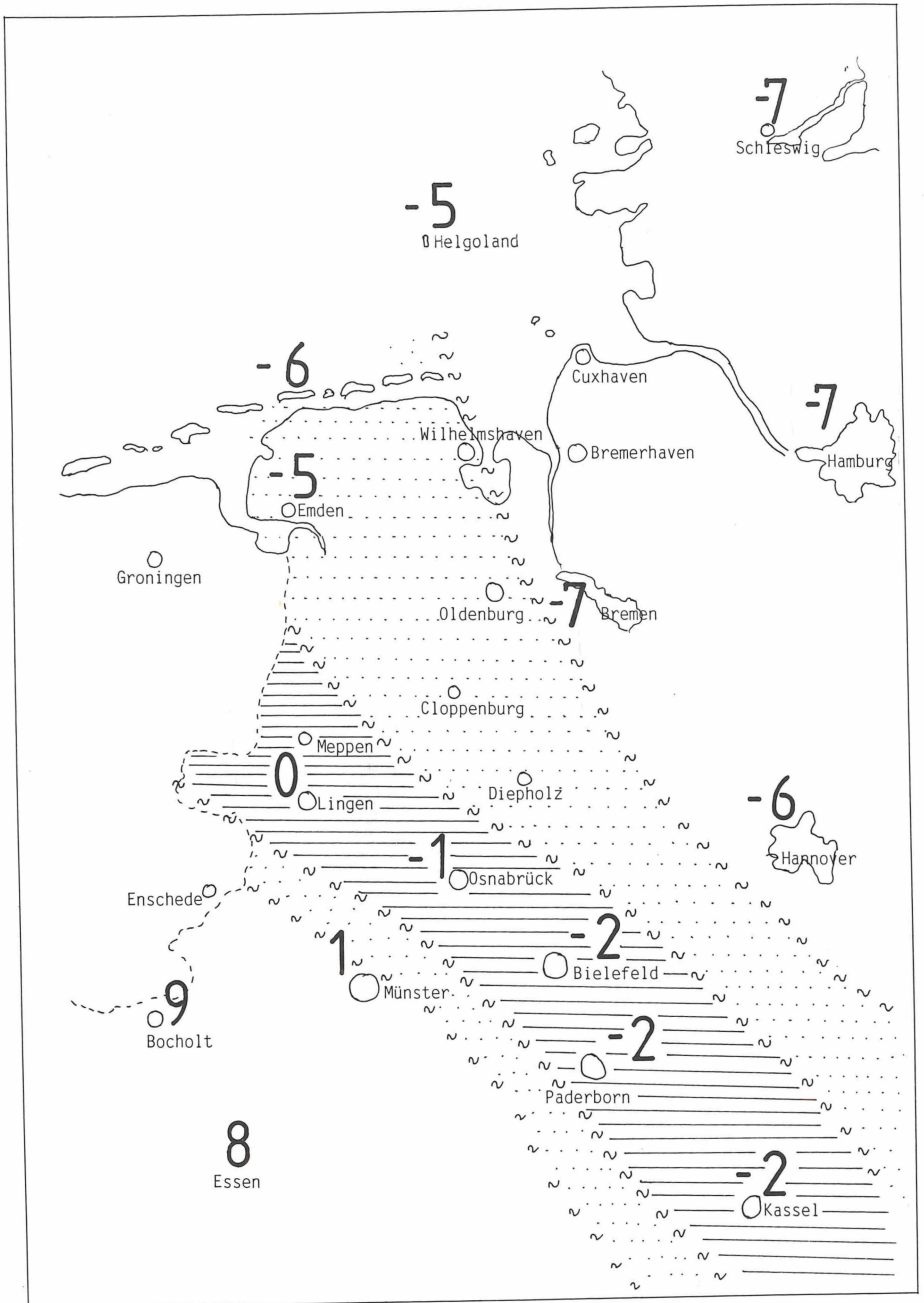 -7
Schleswig
-5
Helgoland
-6
Cuxhaven
-7
Wilhelmshaven
Bremerhaven
Hamburg
-5
Emden
Groningen
Oldenburg
-7
Bremen
Cloppenburg
Meppen
0
Lingen
Diepholz
-6
Hannover
-1
Osnabrück
Enschede
1
Münster
-2
Bielefeld
9
Bocholt
-2
Paderborn
8
Essen
-2
Kassel